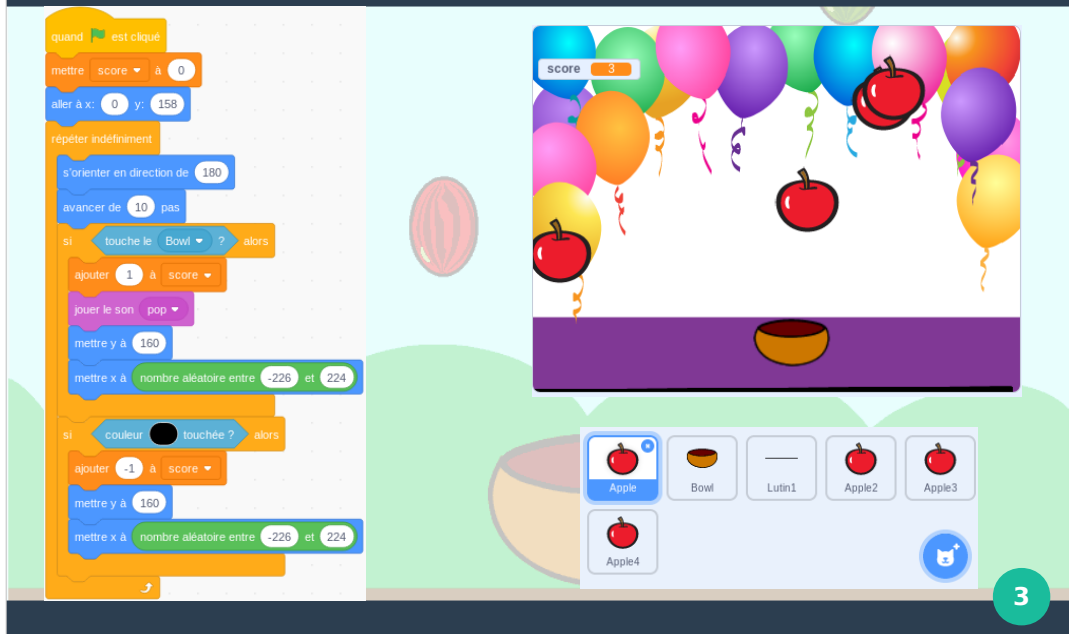 quand est cliqué
mettre score à 0
aller à x: 0 y: 158
répéter indéfiniment
s'orienter en direction de 180
avancer de 10 pas
si touche le Bowl ? alors
ajouter 1 à score
jouer le son pop
mettre y à 160
mettre x à nombre aléatoire entre -226 et 224
si couleur touchée ? alors
ajouter -1 à score
mettre y à 160
mettre x à nombre aléatoire entre -226 et 224
score 3
Apple Bowl Lutin1 Apple2 Apple3
Apple4
3